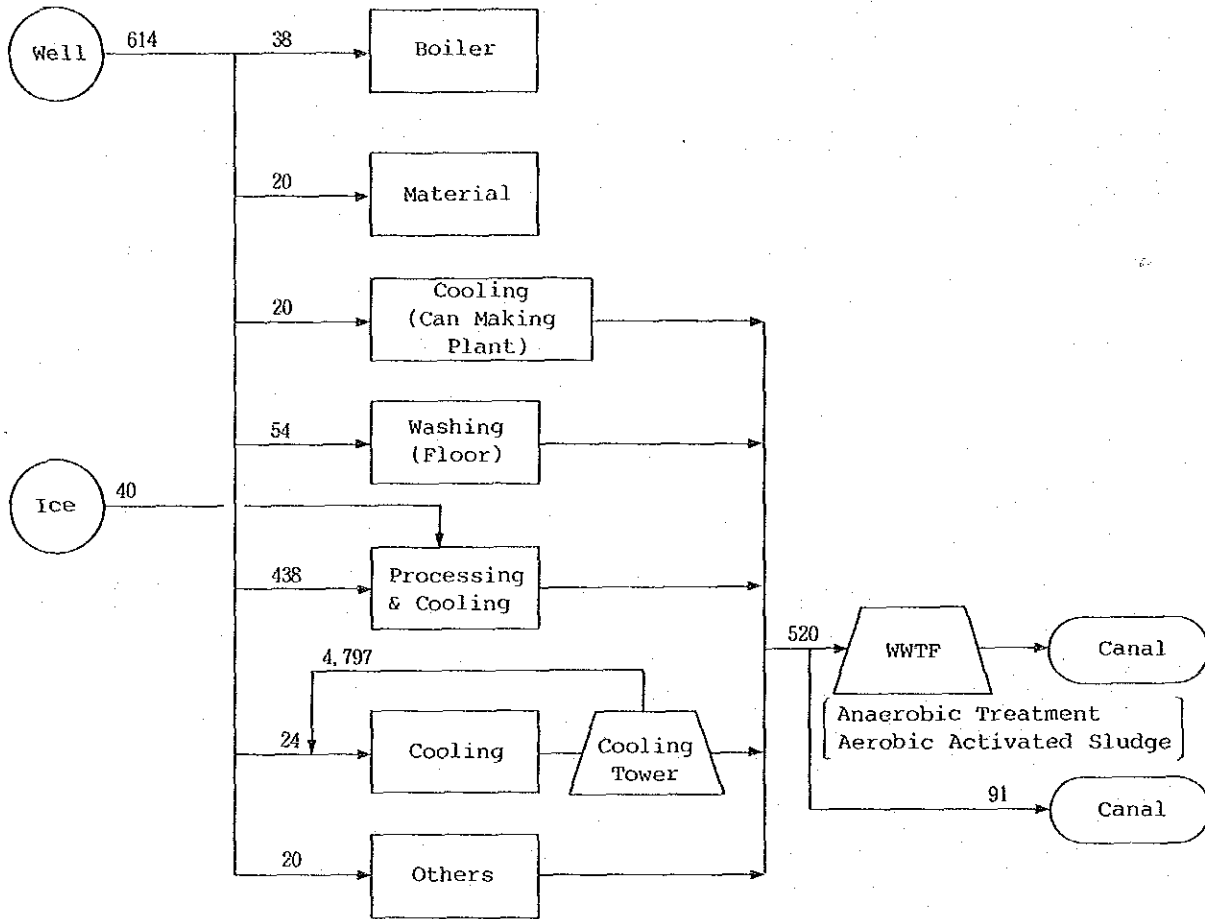 Well
614
38
Boiler
20
Material
20
Cooling
(Can Making
Plant)
54
Washing
(Floor)
Ice
40
438
Processing
& Cooling
520
WWTF
Canal
4,797
Anaerobic Treatment
Aerobic Activated Sludge
24
Cooling
Cooling
Tower
91
Canal
20
Others